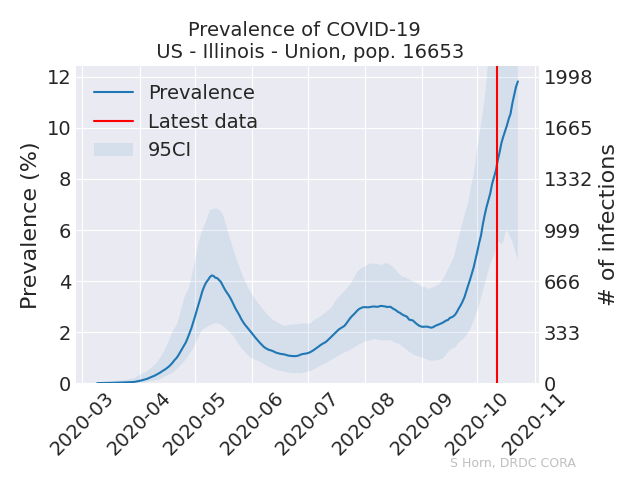 Prevalence of COVID-19
US - Illinois - Union, pop. 16653
Prevalence
Latest data
95CI
Prevalence (%)
12
10
8
6
4
2
0
1998
1665
1332
999
666
333
0
# of infections
2020-03
2020-04
2020-05
2020-06
2020-07
2020-08
2020-09
2020-10
2020-11
S Horn, DRDC CORA